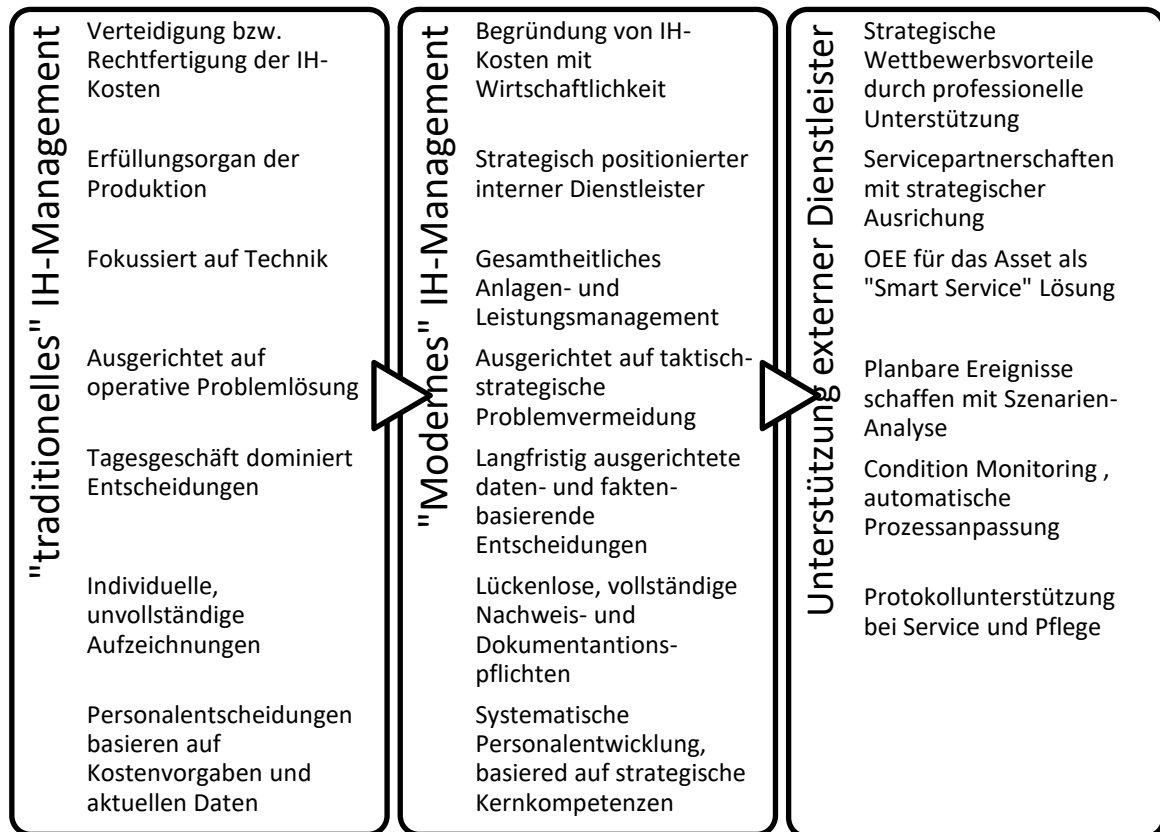 "traditionelles" IH-Management
Verteidigung bzw.
Rechtfertigung der IH-
Kosten
Erfüllungsorgan der
Produktion
Fokussiert auf Technik
Ausgerichtet auf
operative Problemlösung
Tagesgeschäft dominiert
Entscheidungen
Individuelle,
unvollständige
Aufzeichnungen
Personalentscheidungen
basieren auf
Kostenvorgaben und
aktuellen Daten
"Modernes" IH-Management
Begründung von IH-
Kosten mit
Wirtschaftlichkeit
Strategisch positionierter
interner Dienstleister
Gesamtheitliches
Anlagen- und
Leistungsmanagement
Ausgerichtet auf taktisch-
strategische
Problemvermeidung
Langfristig ausgerichtete
daten- und fakten-
basierende
Entscheidungen
Lückenlose, vollständige
Nachweis- und
Dokumentantions-
pflichten
Systematische
Personalentwicklung,
basiered auf strategische
Kernkompetenzen
Unterstützung externer Dienstleister
Strategische
Wettbewerbsvorteile
durch professionelle
Unterstützung
Servicepartnerschaften
mit strategischer
Ausrichung
OEE für das Asset als
"Smart Service" Lösung
Planbare Ereignisse
schaffen mit Szenarien-
Analyse
Condition Monitoring ,
automatische
Prozessanpassung
Protokollunterstützung
bei Service und Pflege